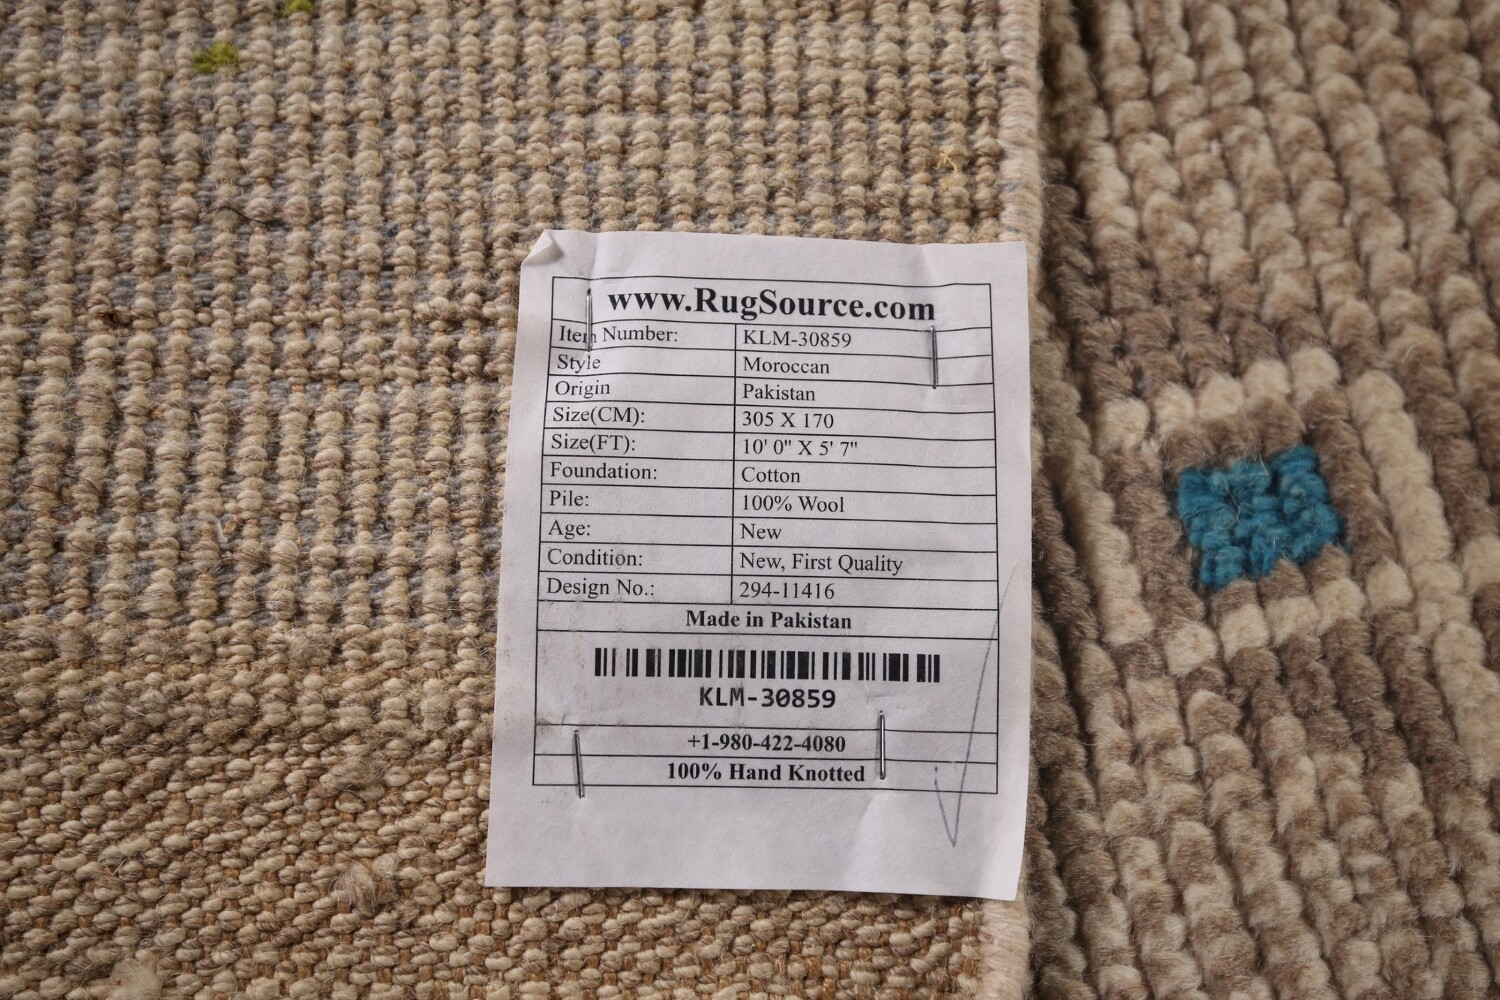 www.RugSource.com
Item Number: KLM-30859
Style Moroccan
Origin Pakistan
Size(CM): 305 X 170
Size(FT): 10' 0" X 5' 7"
Foundation: Cotton
Pile: 100% Wool
Age: New
Condition: New, First Quality
Design No.: 294-11416
Made in Pakistan
KLM-30859
+1-980-422-4080
100% Hand Knotted